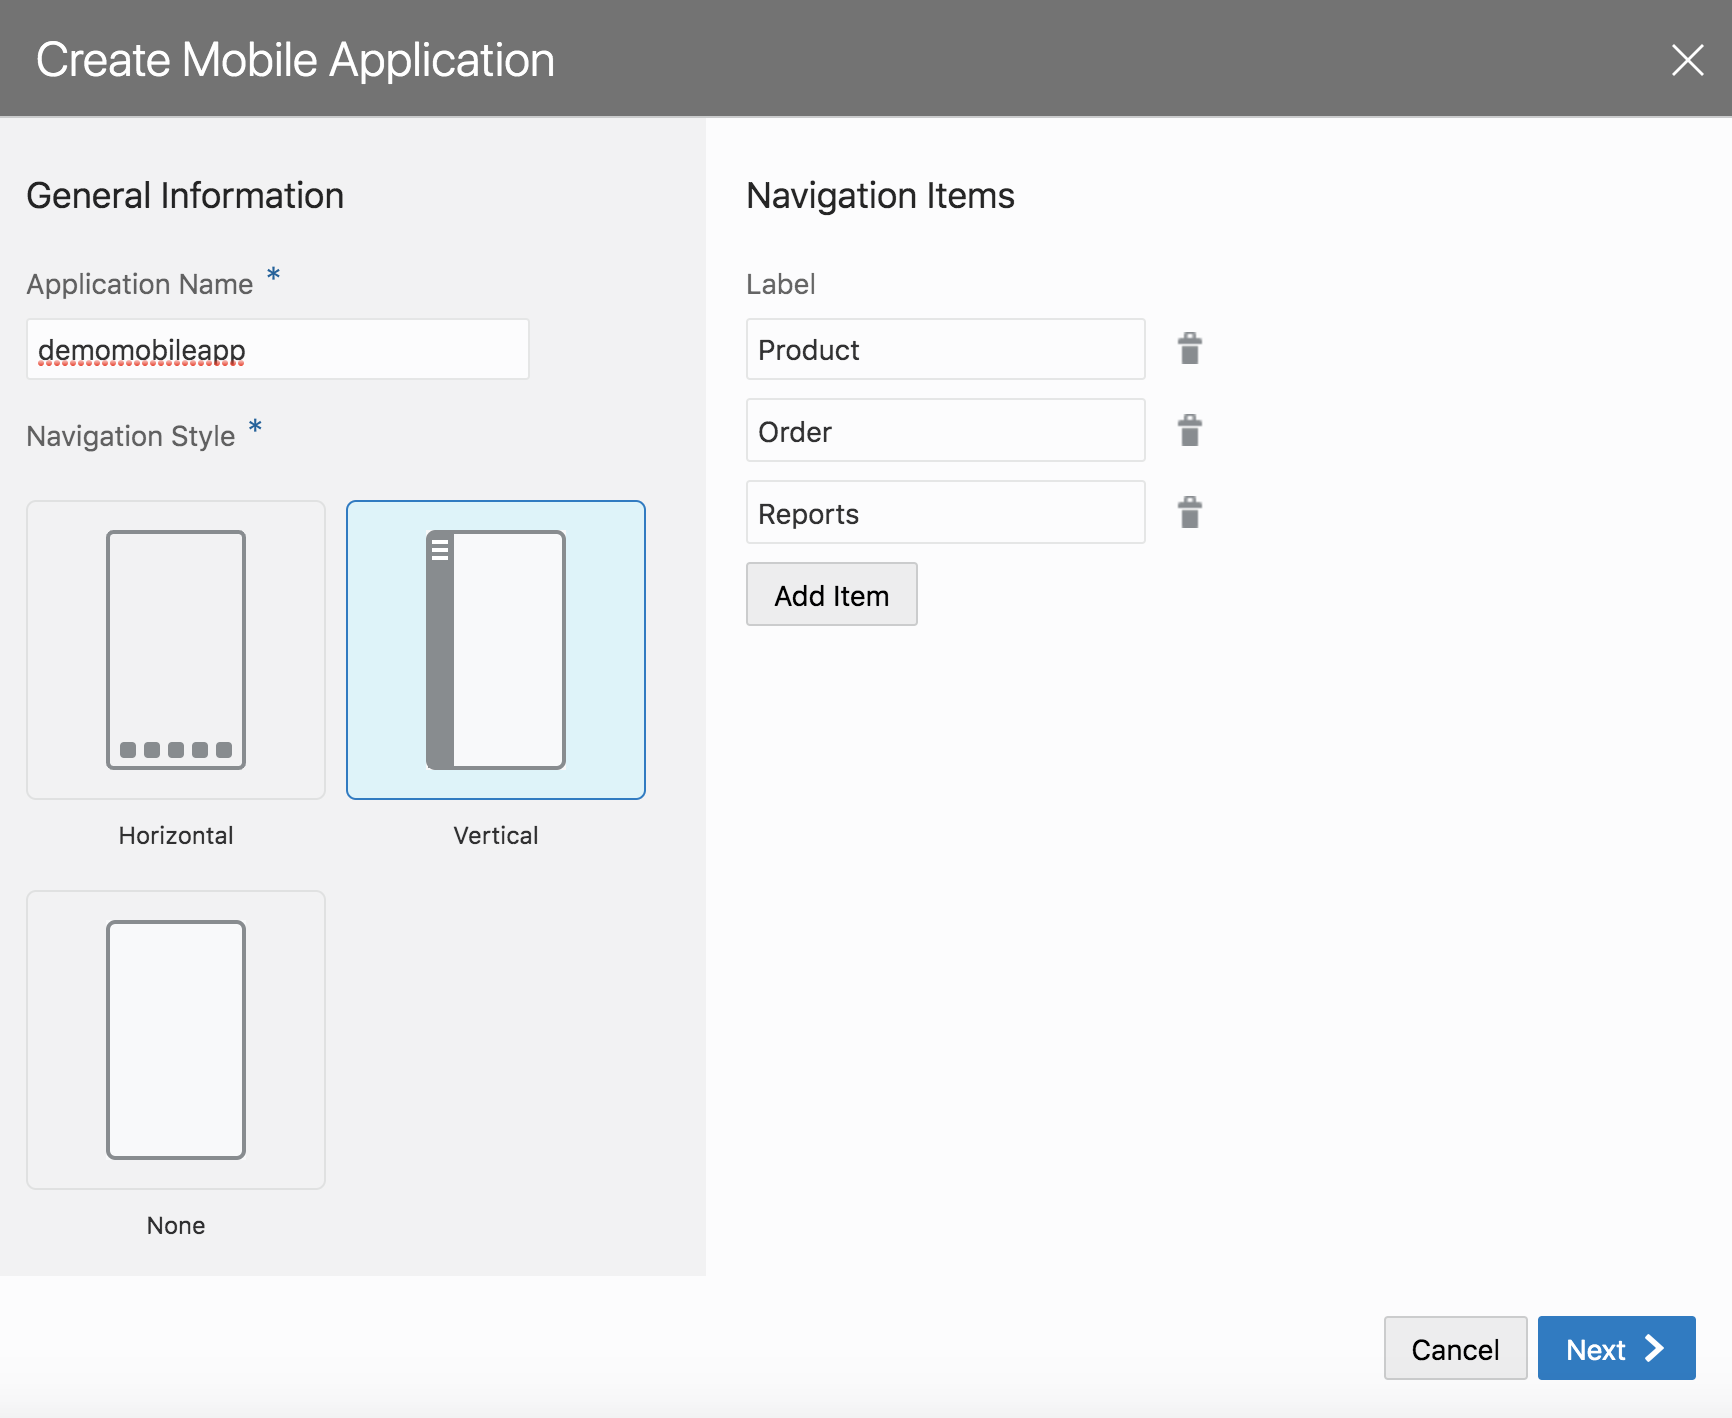 Create Mobile Application
General Information
Application Name *
demomobileapp
Navigation Style *
Horizontal
Vertical
None
Navigation Items
Label
Product
Order
Reports
Add Item
Cancel
Next